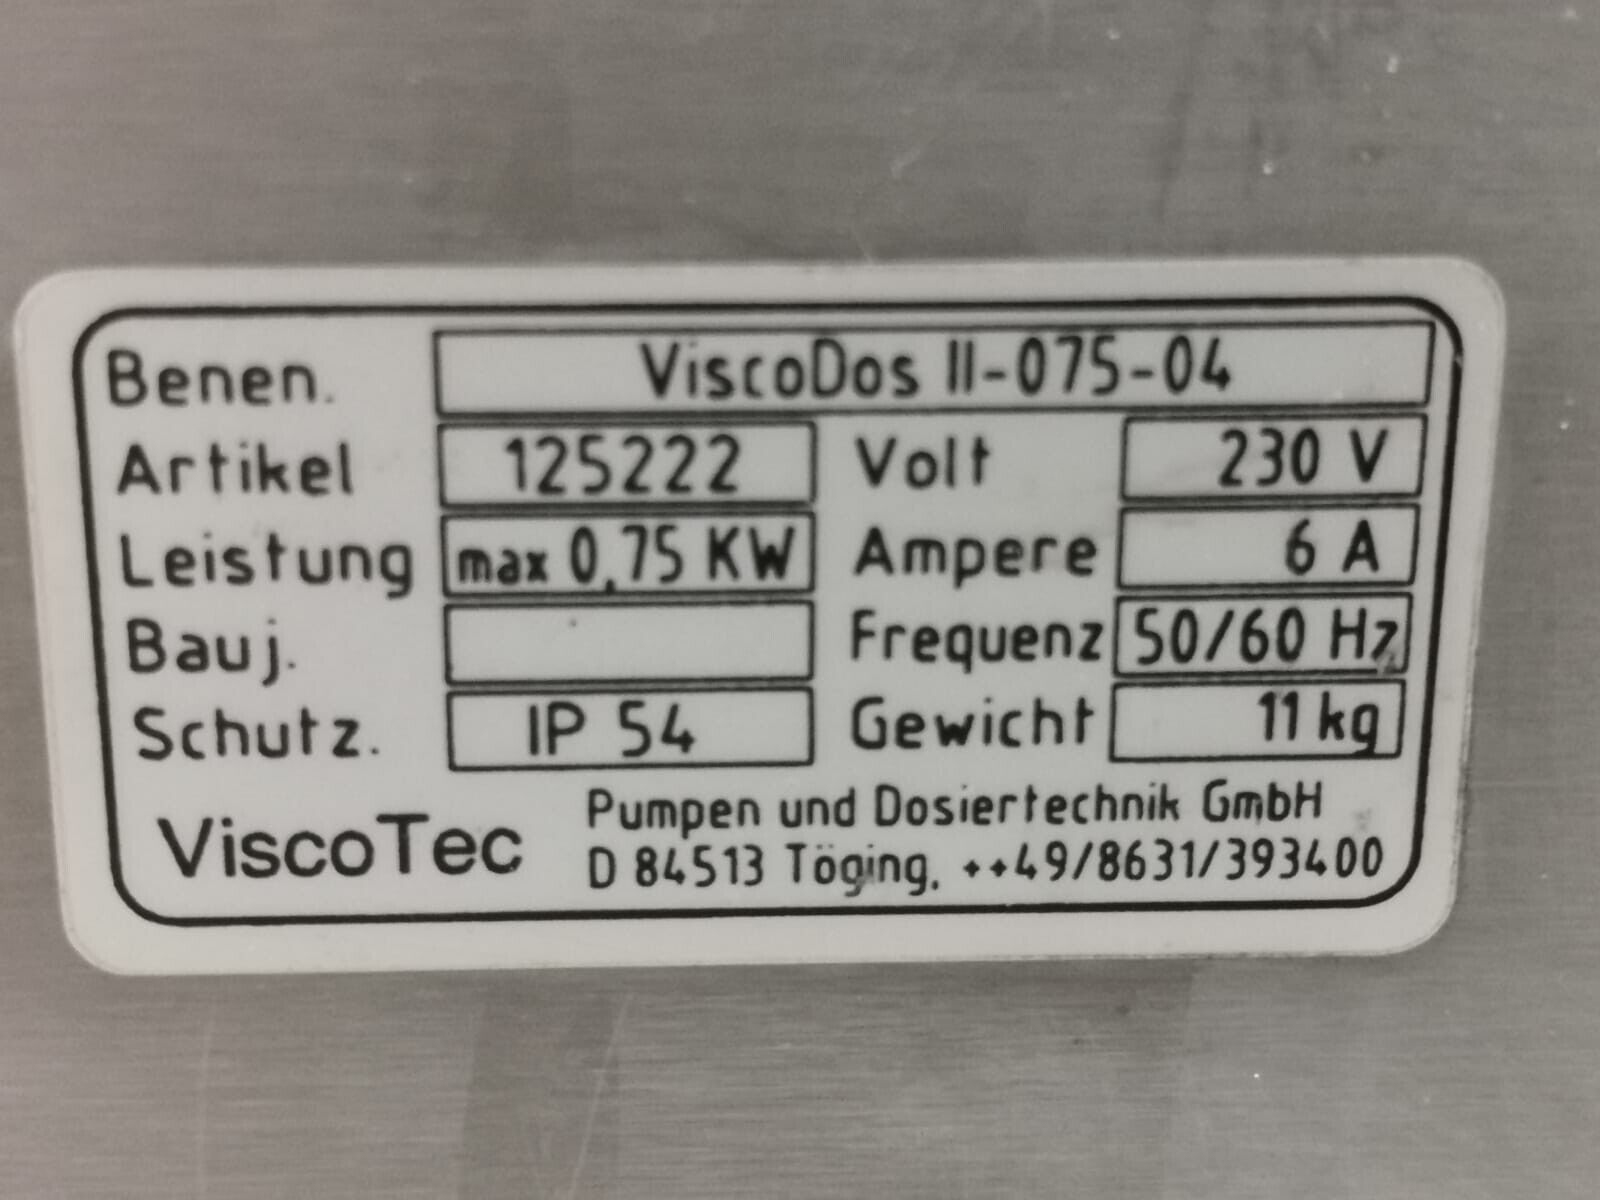 Benen. ViscoDos II-075-04
Artikel 125222 Volt 230 V
Leistung max 0,75 KW Ampere 6 A
Bauj. Frequenz 50/60 Hz
Schutz. IP 54 Gewicht 11 kg
ViscoTec Pumpen und Dosiertechnik GmbH
D 84513 Töging, ++49/8631/393400